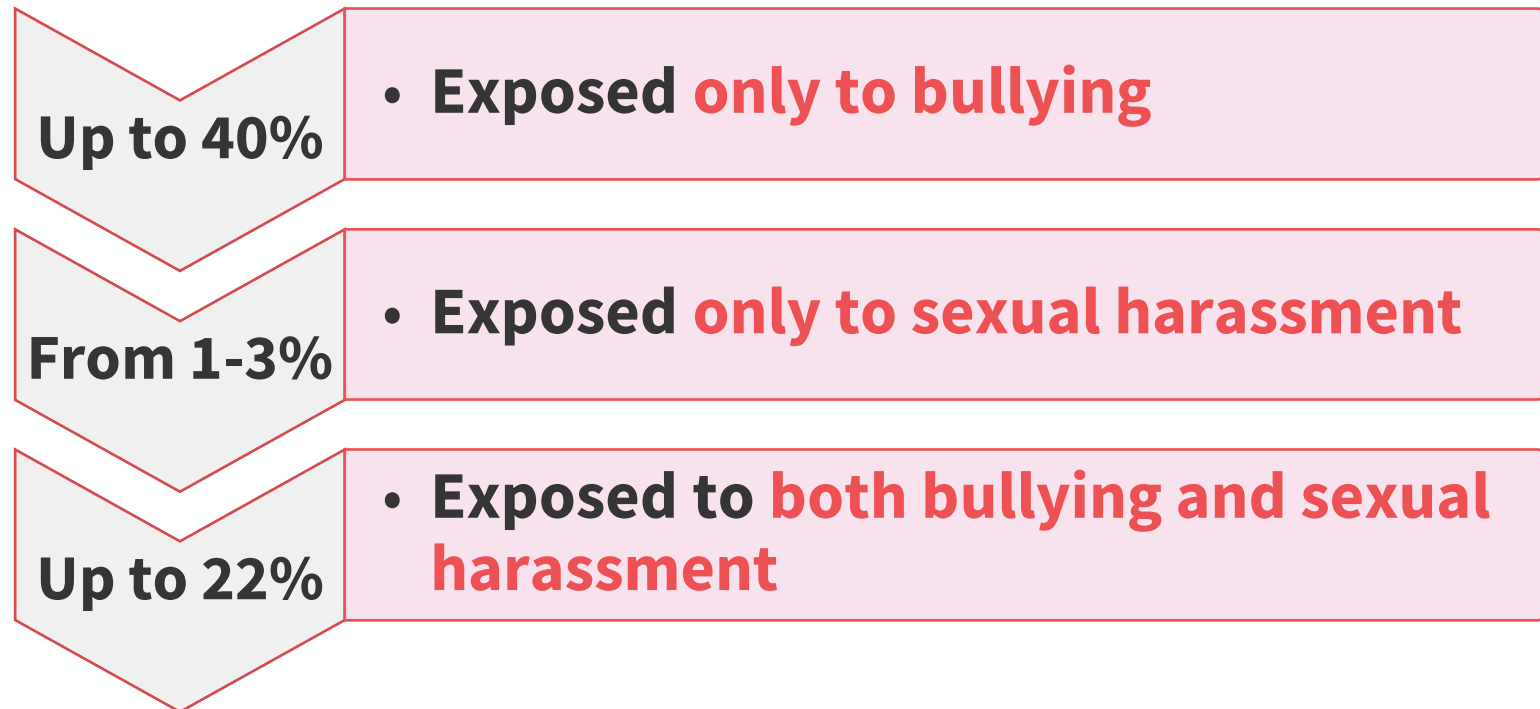 Up to 40%
• Exposed only to bullying
From 1-3%
• Exposed only to sexual harassment
Up to 22%
• Exposed to both bullying and sexual
harassment